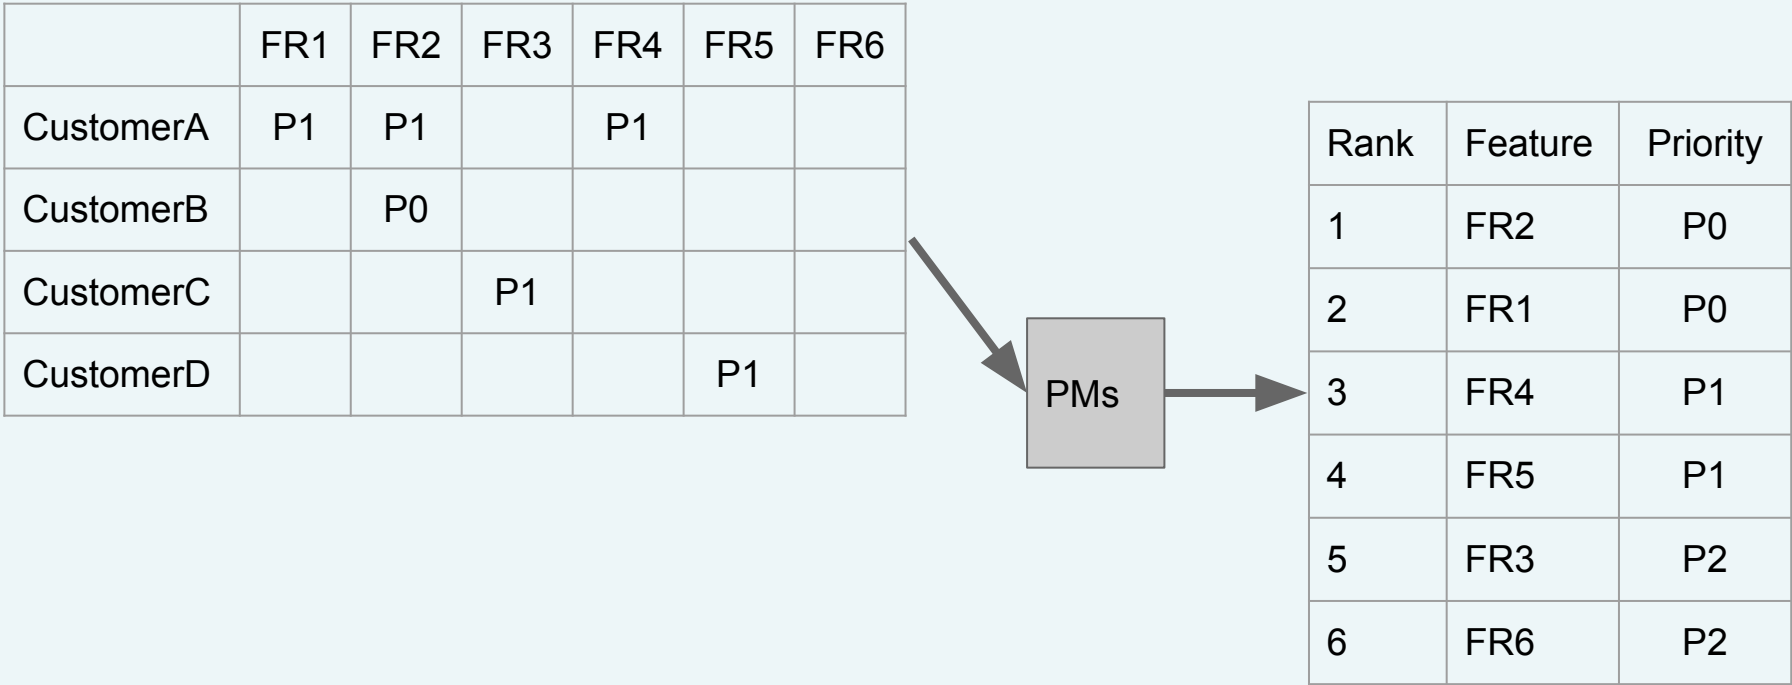 FR1 FR2 FR3 FR4 FR5 FR6
CustomerA P1 P1 P1
CustomerB P0
CustomerC P1
CustomerD P1
PMs
Rank Feature Priority
1 FR2 P0
2 FR1 P0
3 FR4 P1
4 FR5 P1
5 FR3 P2
6 FR6 P2